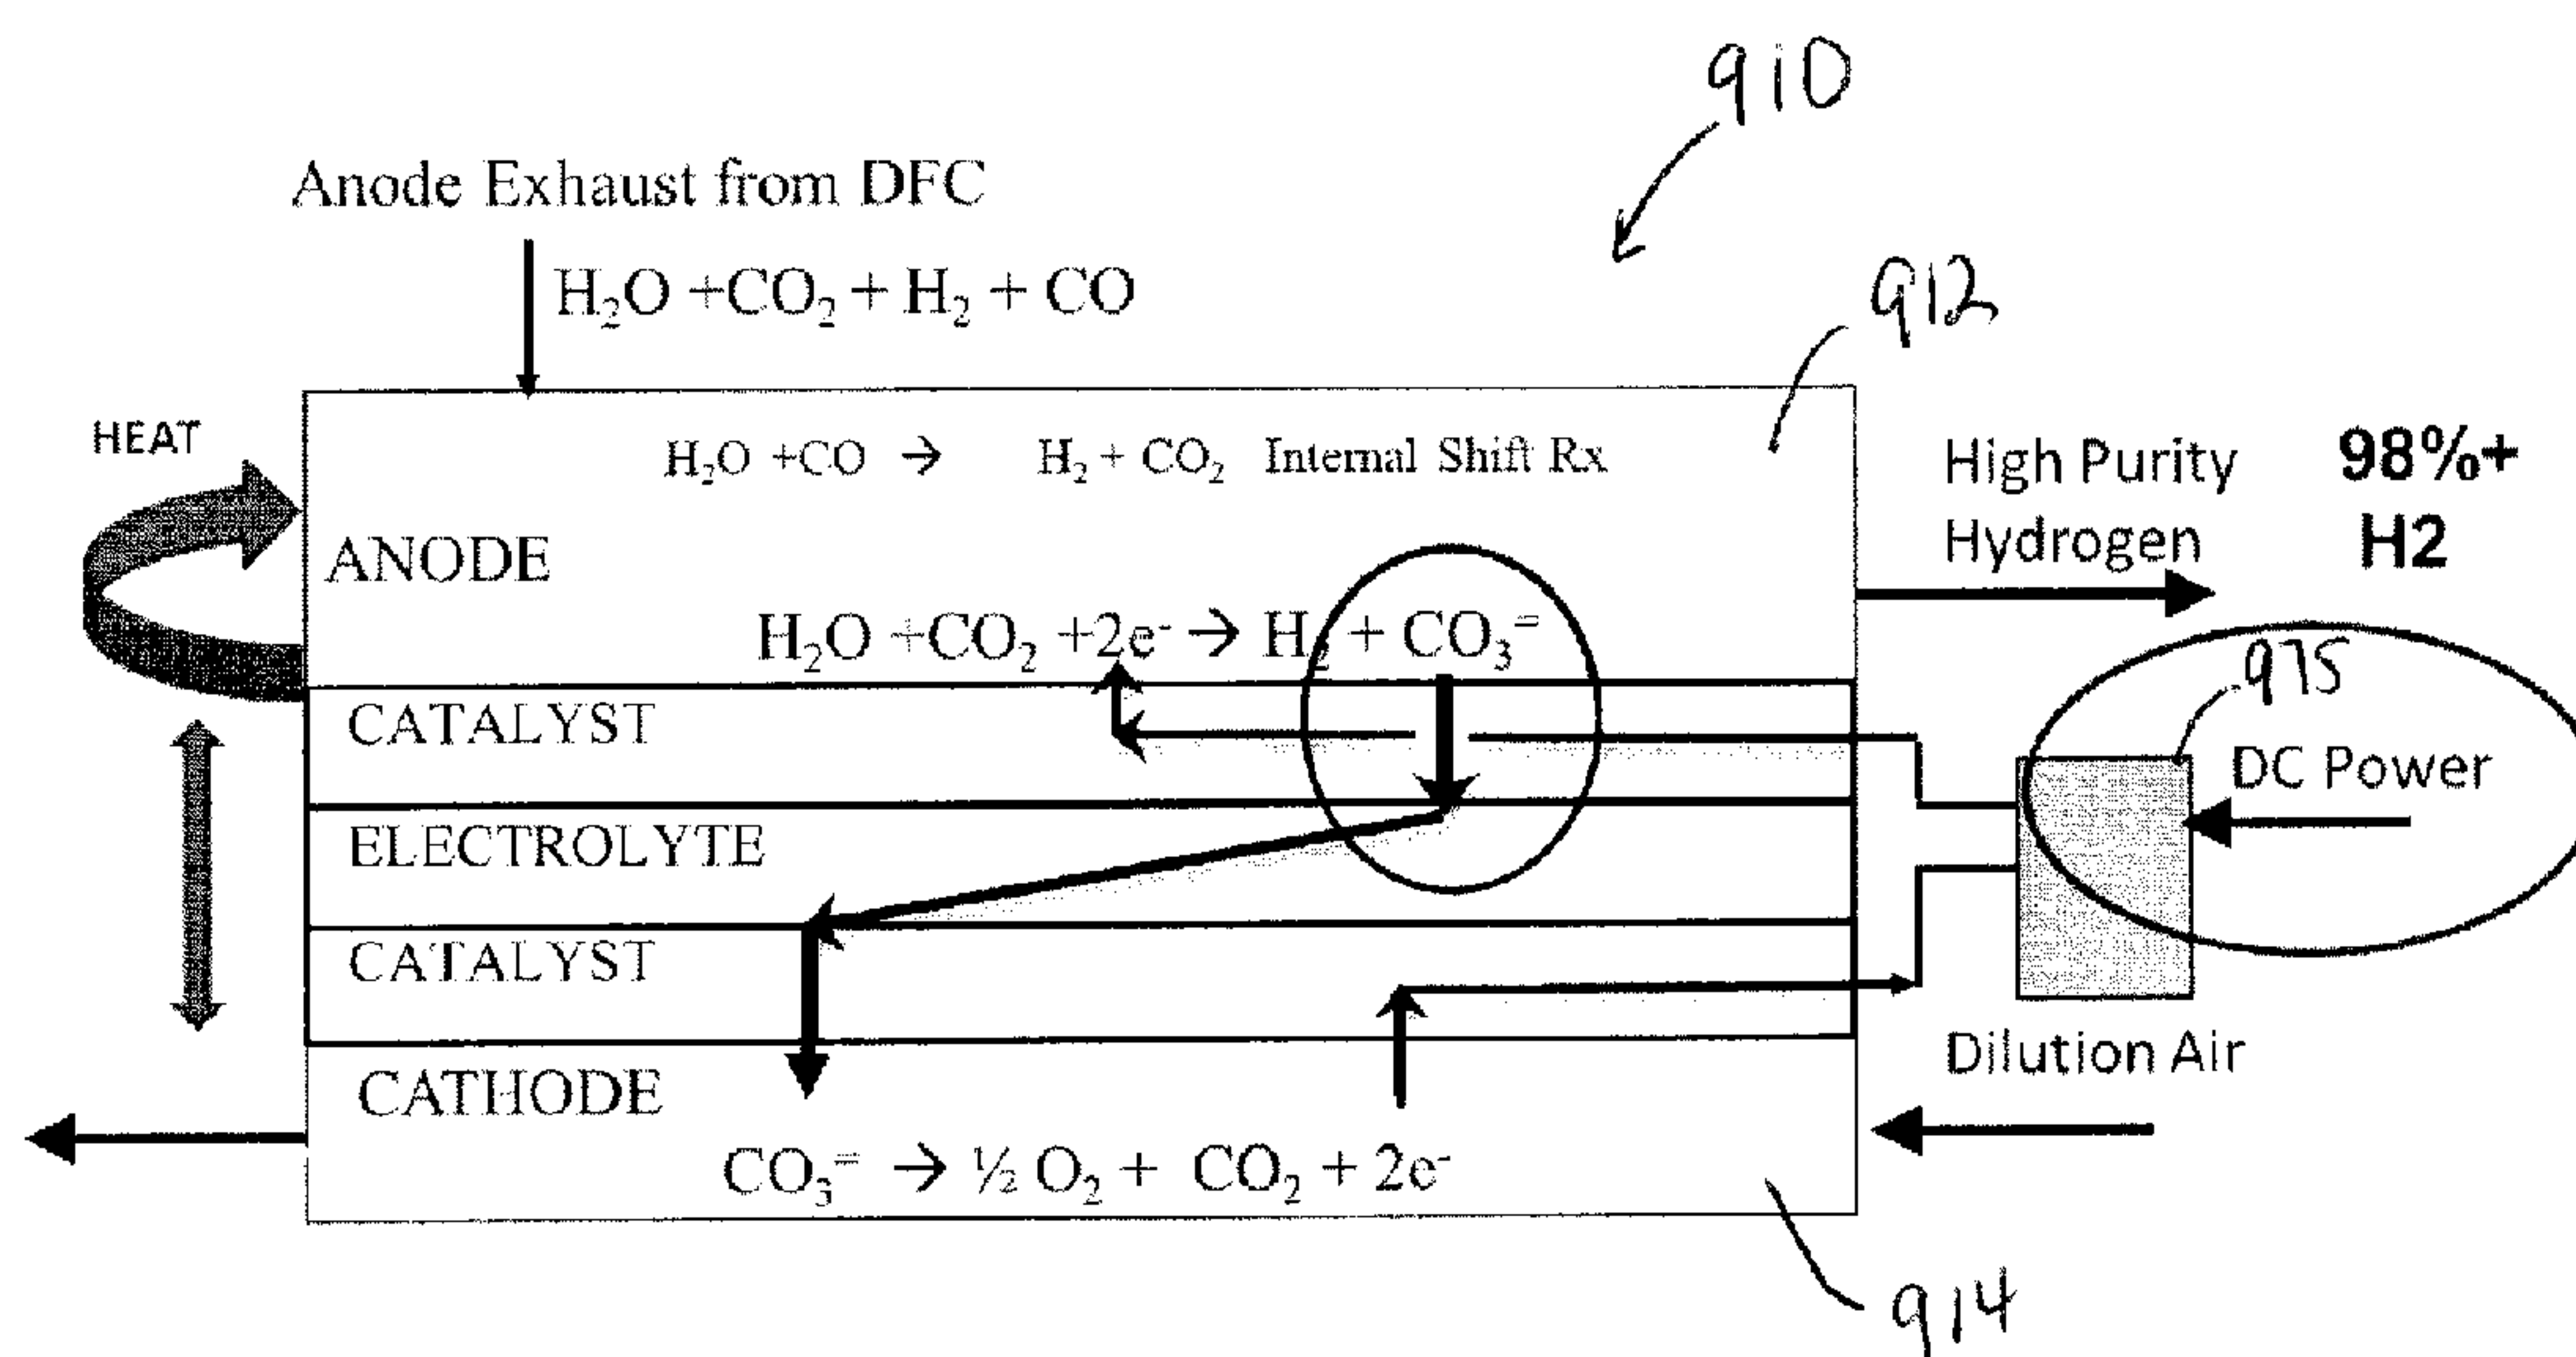 910
Anode Exhaust from DFC
H₂O +CO₂ + H₂ + CO
912
HEAT
H₂O +CO → H₂ + CO₂ Internal Shift Rx
High Purity
Hydrogen
98%+
H2
ANODE
H₂O +CO₂ +2e⁻ → H₂ + CO₃⁼
975
CATALYST
DC Power
ELECTROLYTE
CATALYST
Dilution Air
CATHODE
CO₃⁼ → ½ O₂ + CO₂ + 2e⁻
914